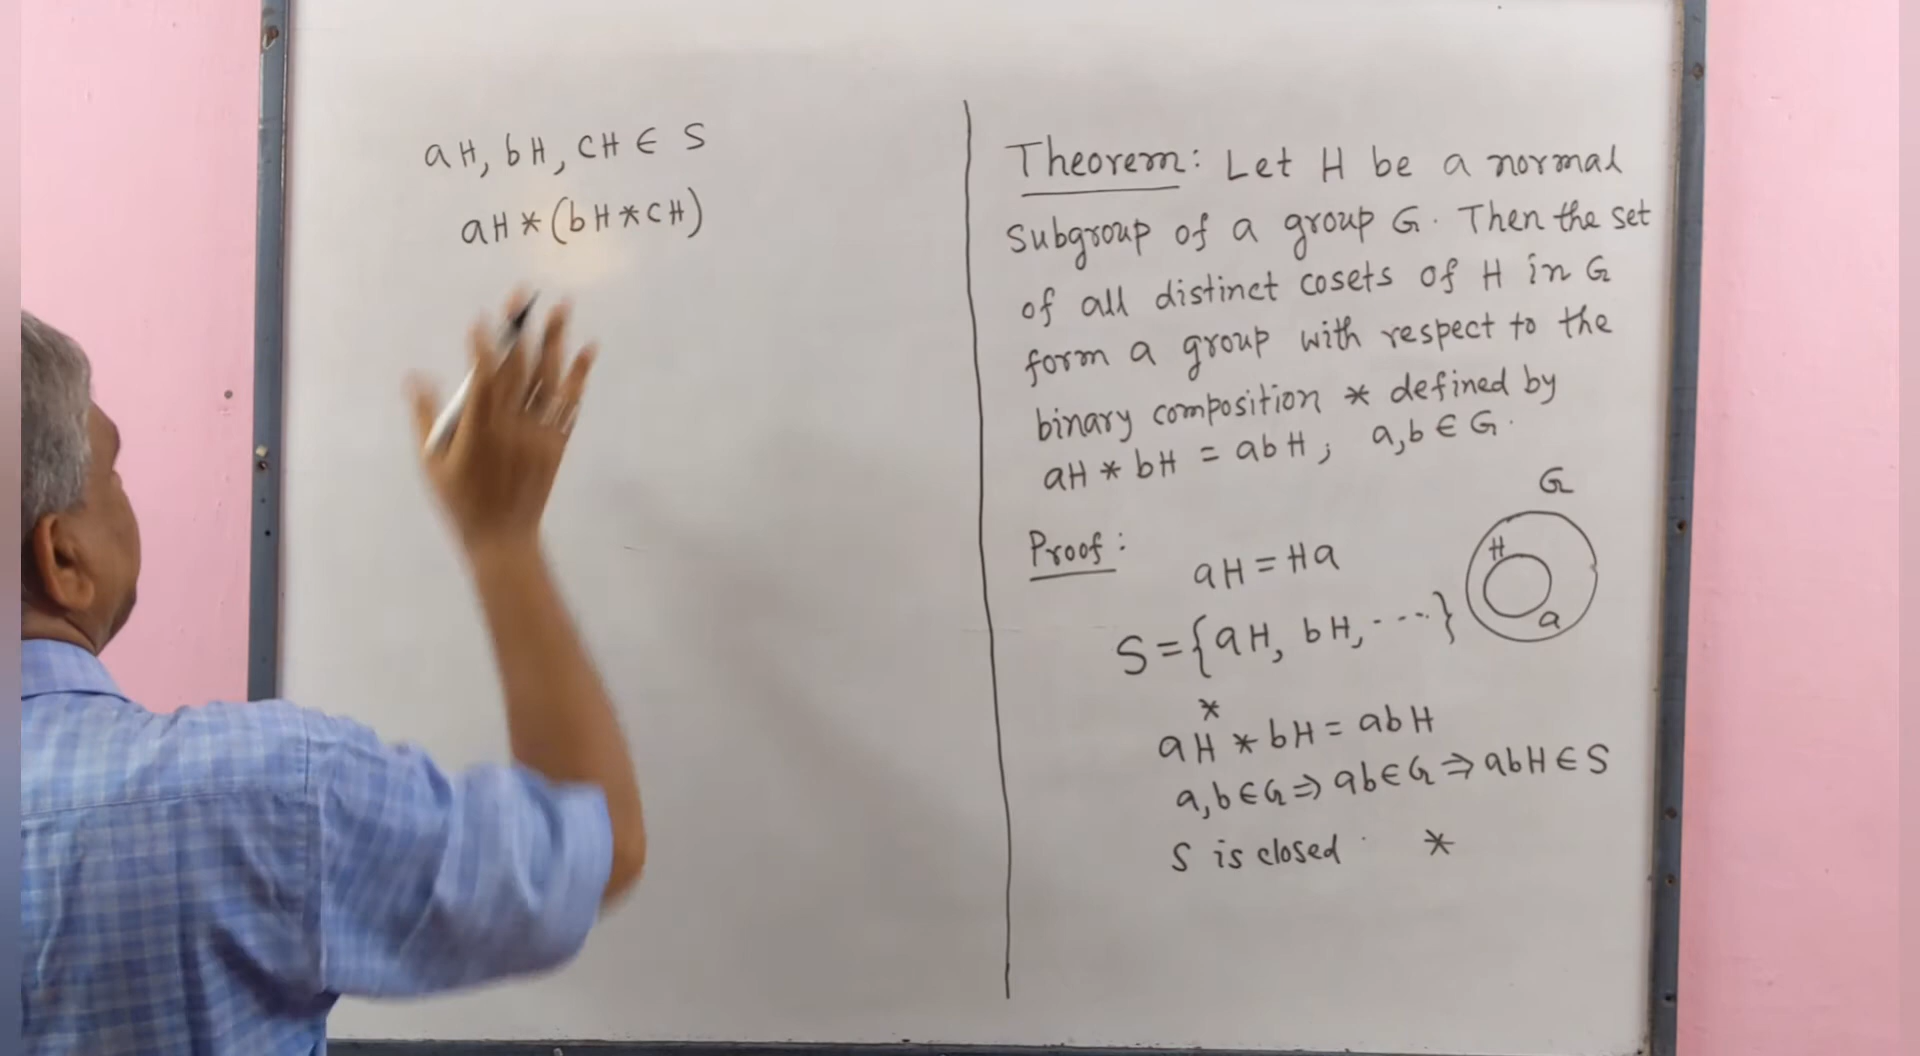 aH, bH, cH ∈ S
aH * (bH * cH)
Theorem: Let H be a normal
subgroup of a group G. Then the set
of all distinct cosets of H in G
form a group with respect to the
binary composition * defined by
aH * bH = abH; a,b ∈ G.
Proof:
aH = Ha
G
H
a
S = {aH, bH, ----}
*
aH * bH = abH
a,b ∈ G ⇒ ab ∈ G ⇒ abH ∈ S
S is closed *